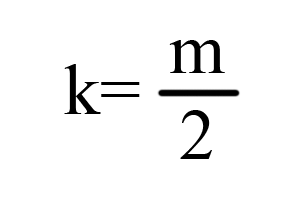 k = m/2